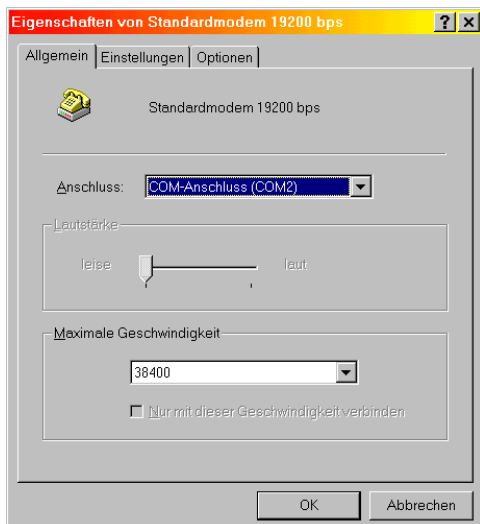 Eigenschaften von Standardmodem 19200 bps
Allgemein Einstellungen Optionen
Standardmodem 19200 bps
Anschluss: COM-Anschluss (COM2)
Lautstärke
leise laut
Maximale Geschwindigkeit
38400
Nur mit dieser Geschwindigkeit verbinden
OK Abbrechen